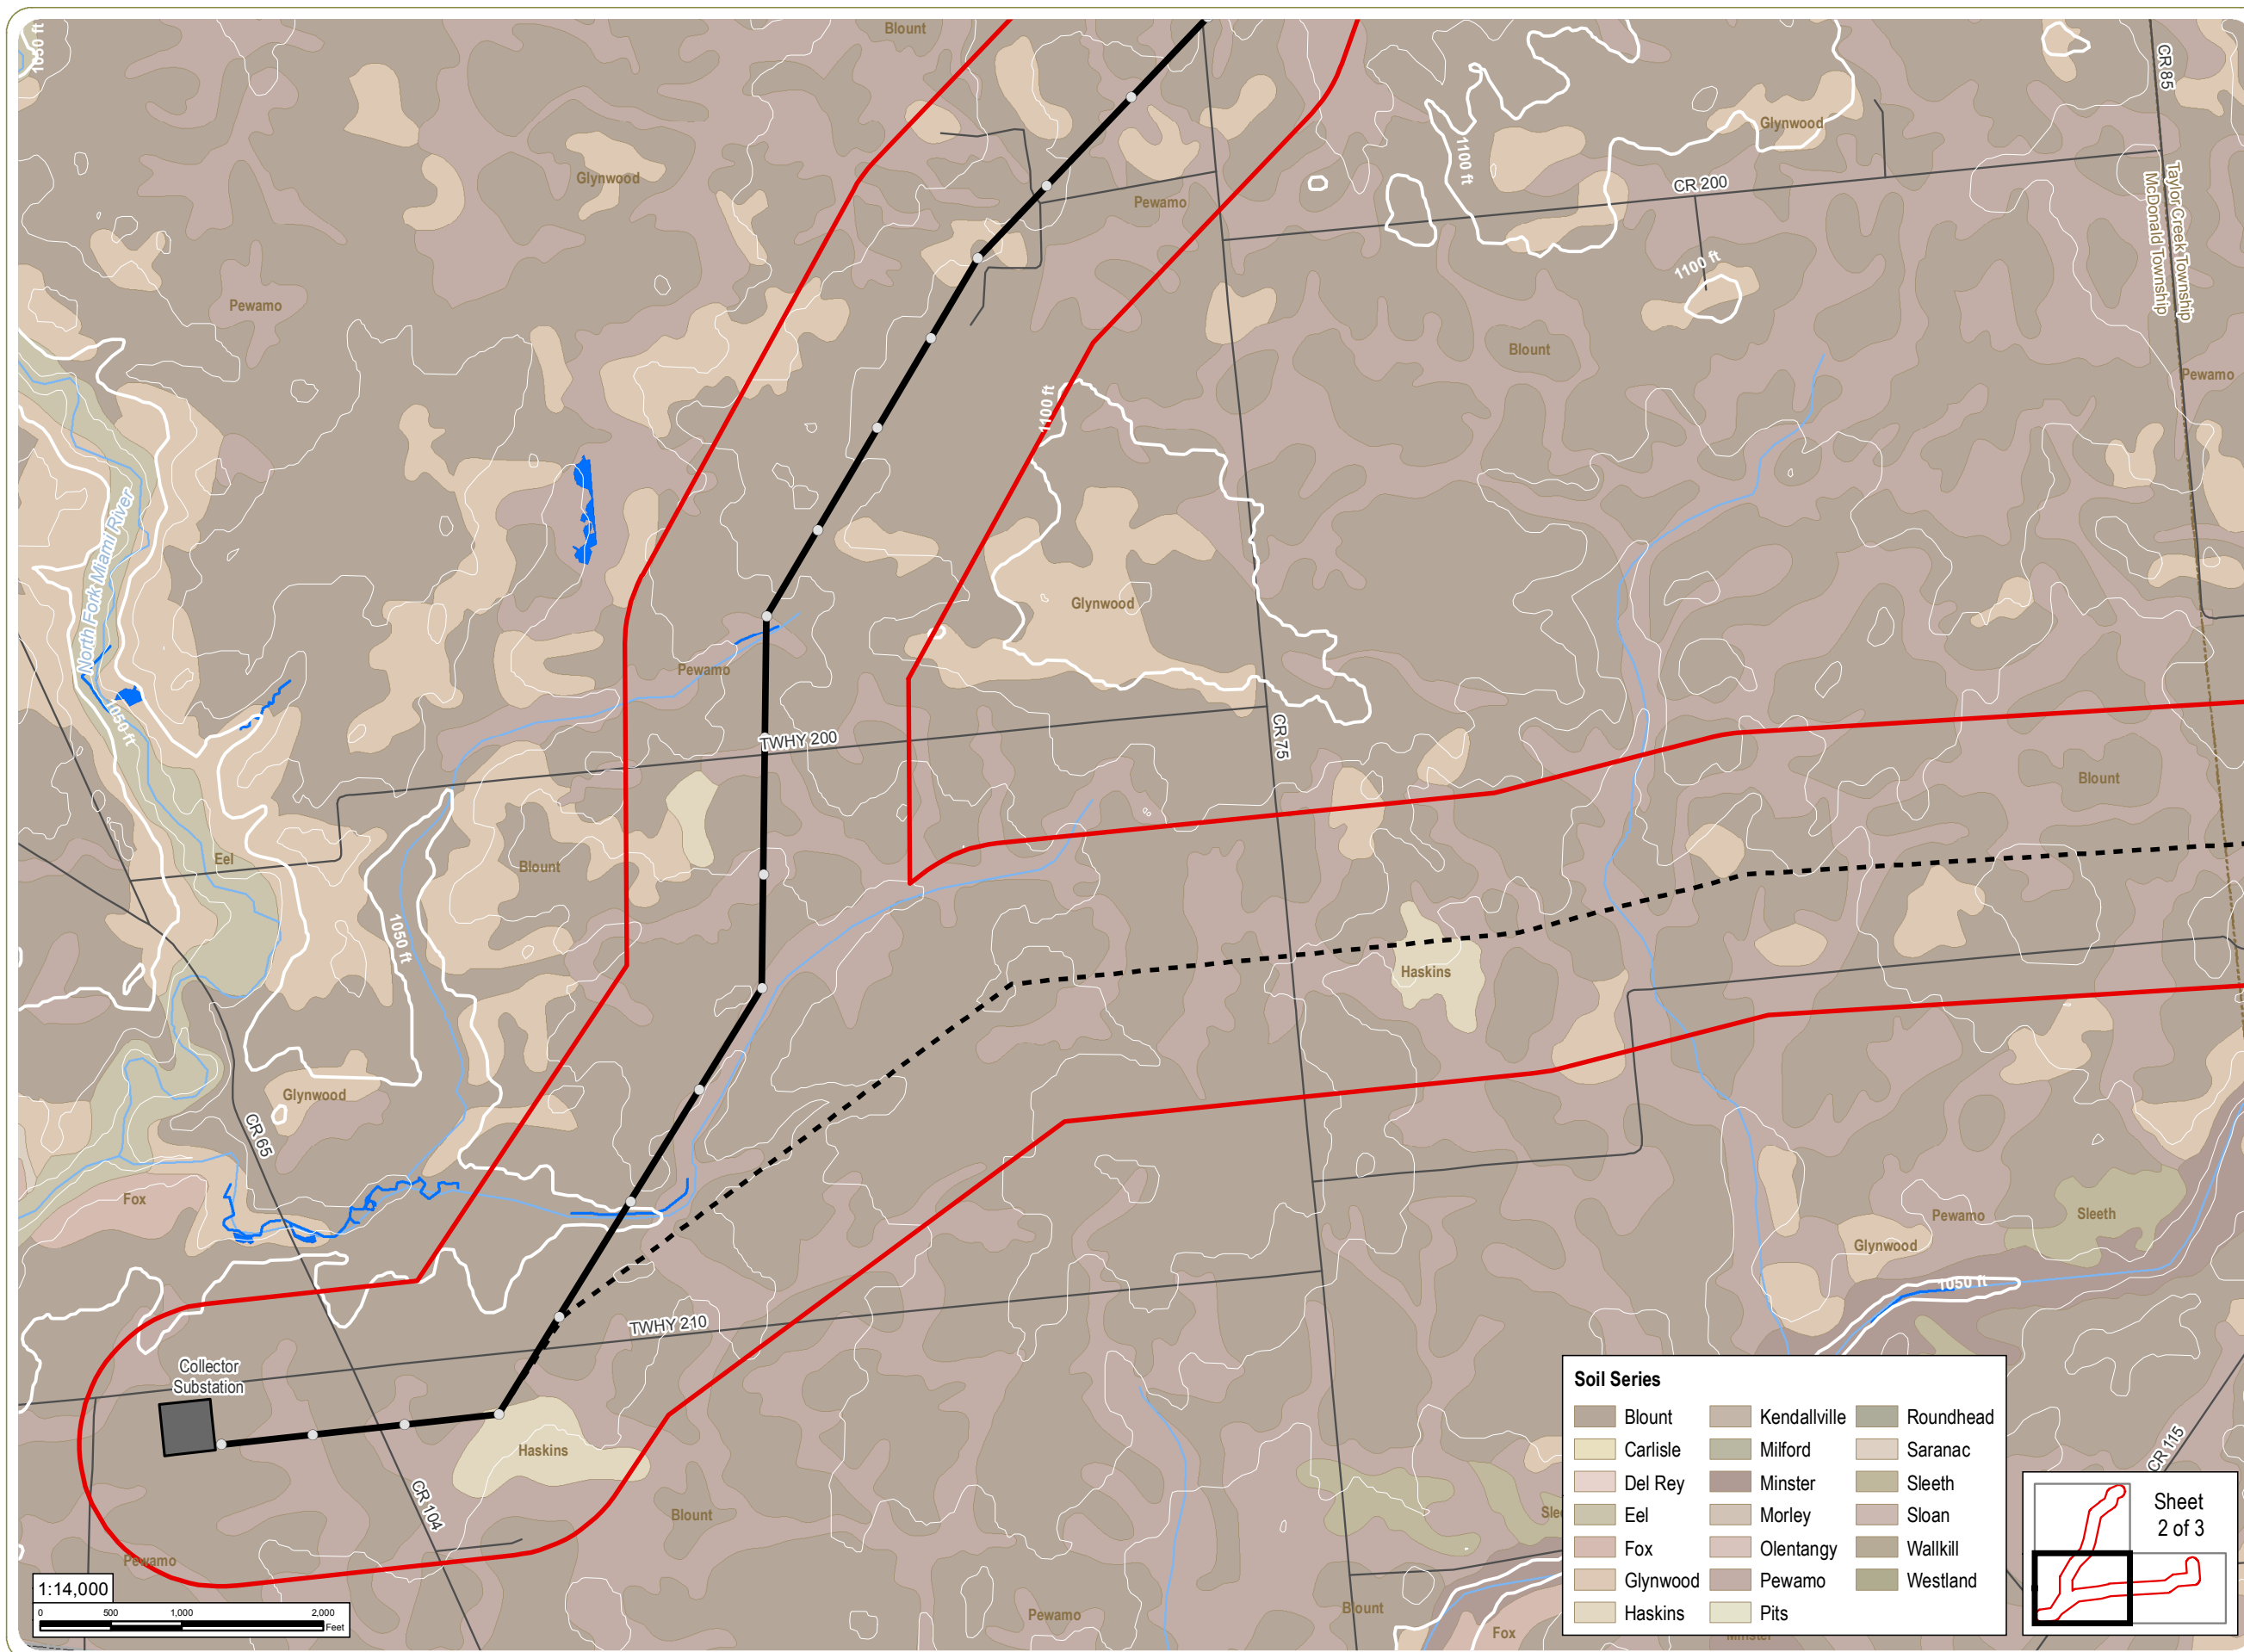 1050 ft
Blount
CR 85
Glynwood
1100 ft
Glynwood
CR 200
Taylor Creek Township
McDonald Township
Pewamo
1100 ft
Pewamo
Blount
Pewamo
1100 ft
North Fork Miami River
Glynwood
Pewamo
1050 ft
TWHY 200
CR 75
Blount
Eel
Blount
1050 ft
Haskins
Glynwood
CR 65
Fox
Pewamo
Sleeth
Glynwood
1050 ft
TWHY 210
Collector
Substation
Haskins
CR 104
Blount
Pewamo
Pewamo
Blount
Fox
CR 115
Soil Series
Blount
Carlisle
Del Rey
Eel
Fox
Glynwood
Haskins
Kendallville
Milford
Minster
Morley
Olentangy
Pewamo
Pits
Roundhead
Saranac
Sleeth
Sloan
Wallkill
Westland
Sheet
2 of 3
1:14,000
0 500 1,000 2,000
Feet